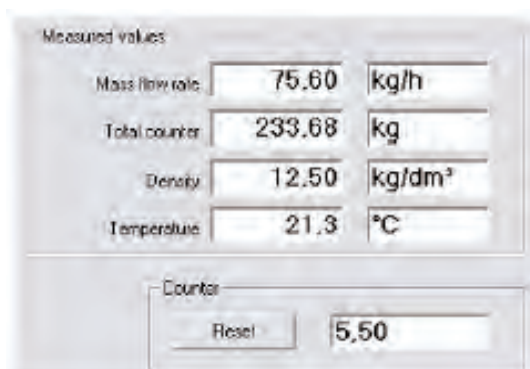 Measured values
Mass flow rate 75.60 kg/h
Total counter 233.68 kg
Density 12.50 kg/dm³
Temperature 21.3 °C
Counter
Reset 5,50